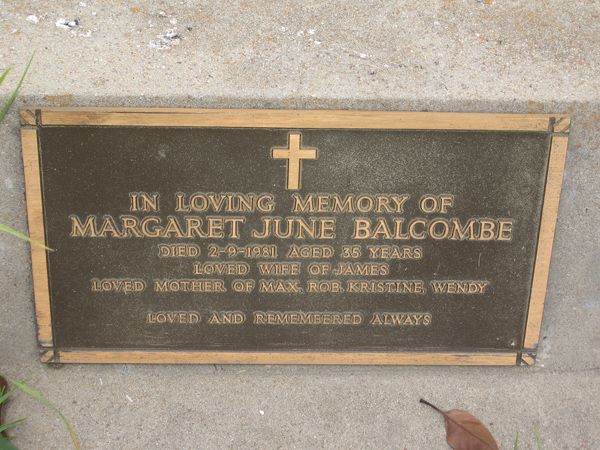 IN LOVING MEMORY OF
MARGARET JUNE BALCOMBE
DIED 2-9-1981 AGED 35 YEARS
LOVED WIFE OF JAMES
LOVED MOTHER OF MAX, ROB, KRISTINE, WENDY
LOVED AND REMEMBERED ALWAYS